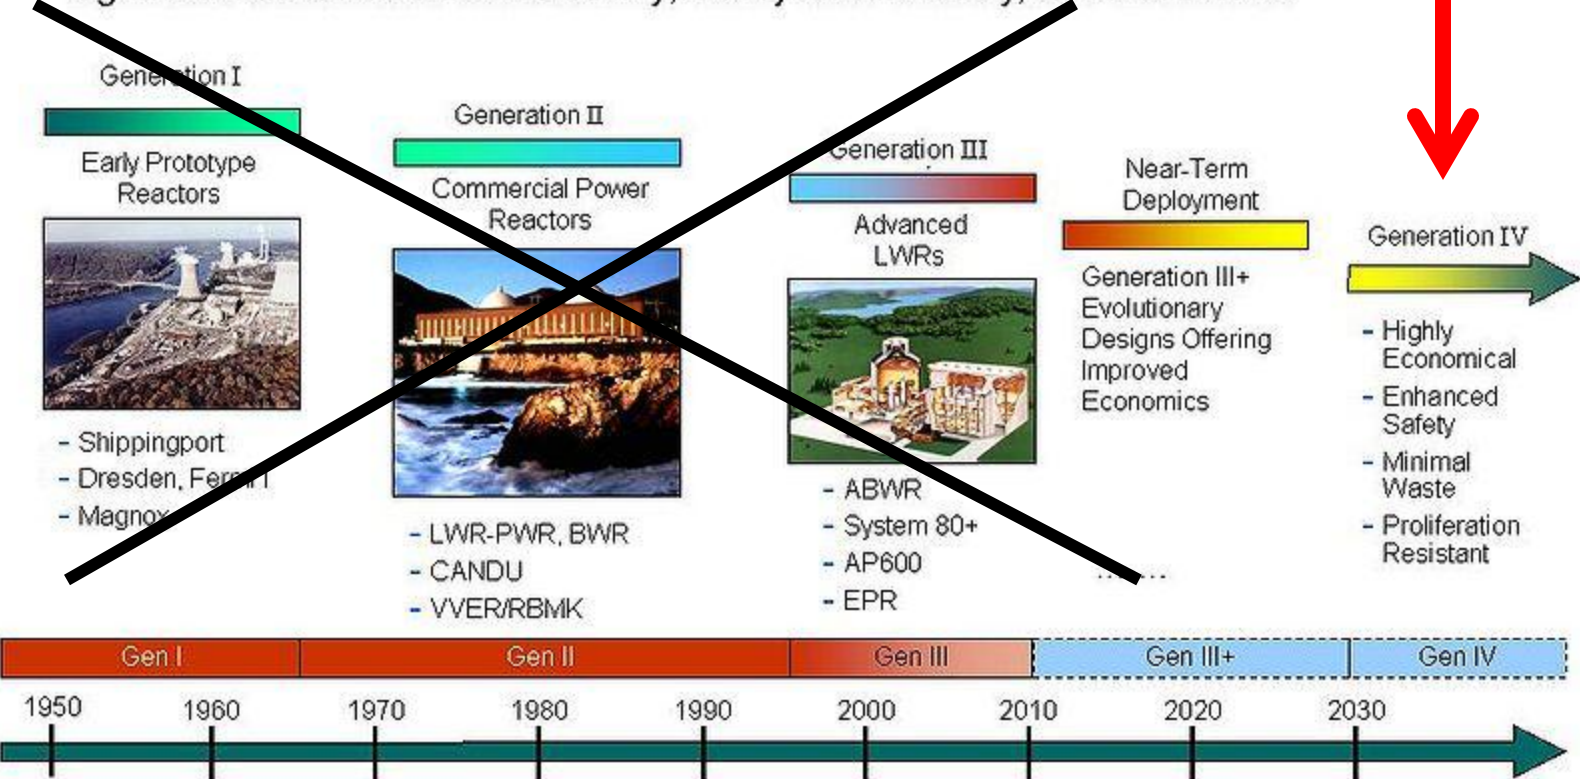 Generation I
Early Prototype
Reactors
- Shippingport
- Dresden, Fermi I
- Magnox
Generation II
Commercial Power
Reactors
- LWR-PWR, BWR
- CANDU
- VVER/RBMK
Generation III
Advanced
LWRs
- ABWR
- System 80+
- AP600
- EPR
Near-Term
Deployment
Generation III+
Evolutionary
Designs Offering
Improved
Economics
Generation IV
- Highly
Economical
- Enhanced
Safety
- Minimal
Waste
- Proliferation
Resistant
Gen I
Gen II
Gen III
Gen III+
Gen IV
1950
1960
1970
1980
1990
2000
2010
2020
2030